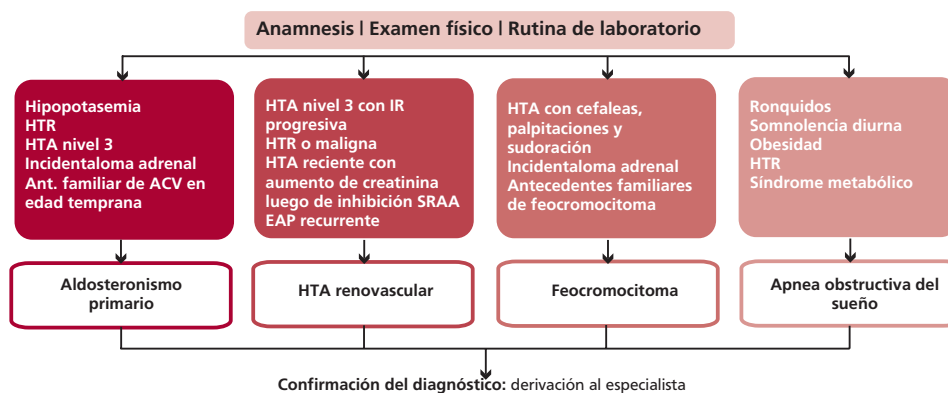 Anamnesis | Examen físico | Rutina de laboratorio
Hipopotasemia
HTR
HTA nivel 3
Incidentaloma adrenal
Ant. familiar de ACV en
edad temprana
HTA nivel 3 con IR
progresiva
HTR o maligna
HTA reciente con
aumento de creatinina
luego de inhibición SRAA
EAP recurrente
HTA con cefaleas,
palpitaciones y
sudoración
Incidentaloma adrenal
Antecedentes familiares
de feocromocitoma
Ronquidos
Somnolencia diurna
Obesidad
HTR
Síndrome metabólico
Aldosteronismo
primario
HTA renovascular
Feocromocitoma
Apnea obstructiva del
sueño
Confirmación del diagnóstico: derivación al especialista